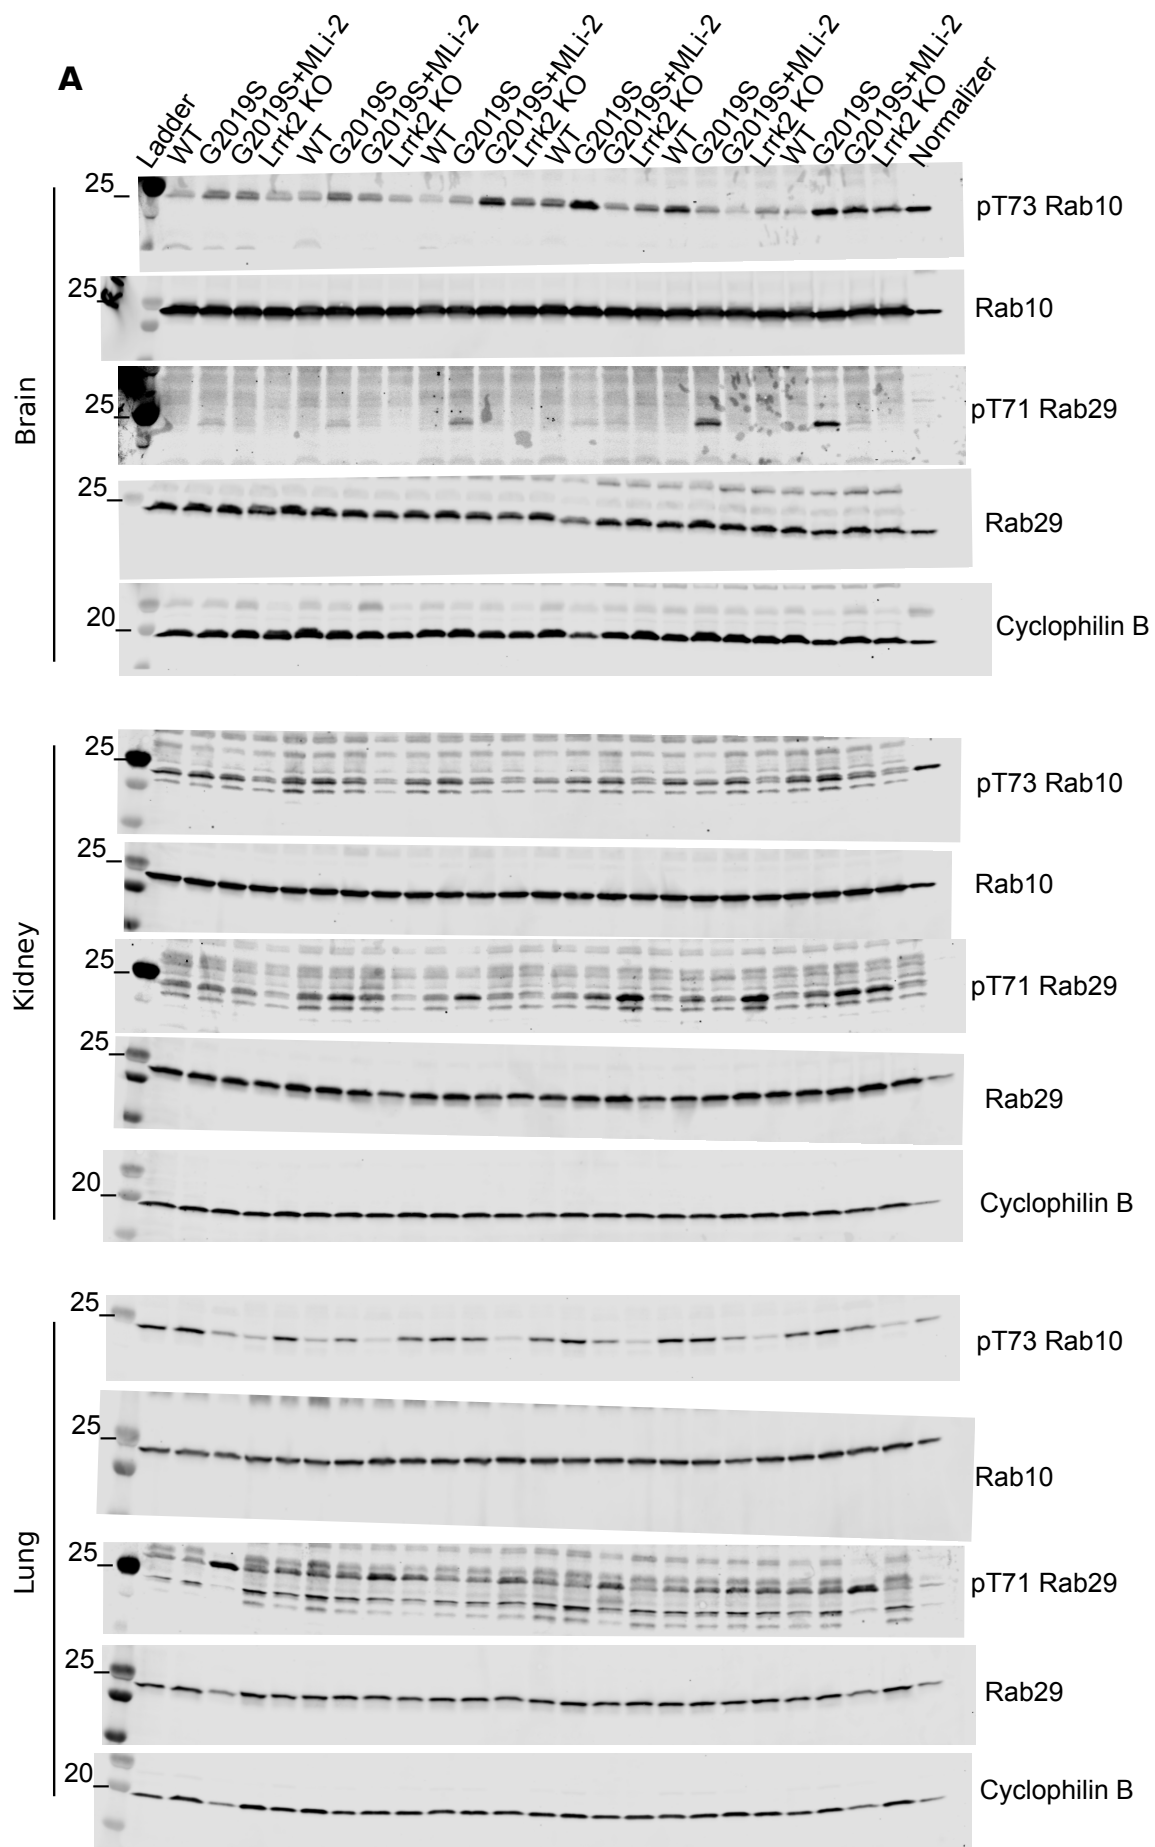 A
Ladder
WT
G2019S
G2019S+MLi-2
Lrrk2 KO
WT
G2019S
G2019S+MLi-2
Lrrk2 KO
WT
G2019S
G2019S+MLi-2
Lrrk2 KO
WT
G2019S
G2019S+MLi-2
Lrrk2 KO
WT
G2019S
G2019S+MLi-2
Lrrk2 KO
WT
G2019S
G2019S+MLi-2
Lrrk2 KO
Normalizer
Brain
25
pT73 Rab10
25
Rab10
25
pT71 Rab29
25
Rab29
20
Cyclophilin B
Kidney
25
pT73 Rab10
25
Rab10
25
pT71 Rab29
25
Rab29
20
Cyclophilin B
Lung
25
pT73 Rab10
25
Rab10
25
pT71 Rab29
25
Rab29
20
Cyclophilin B